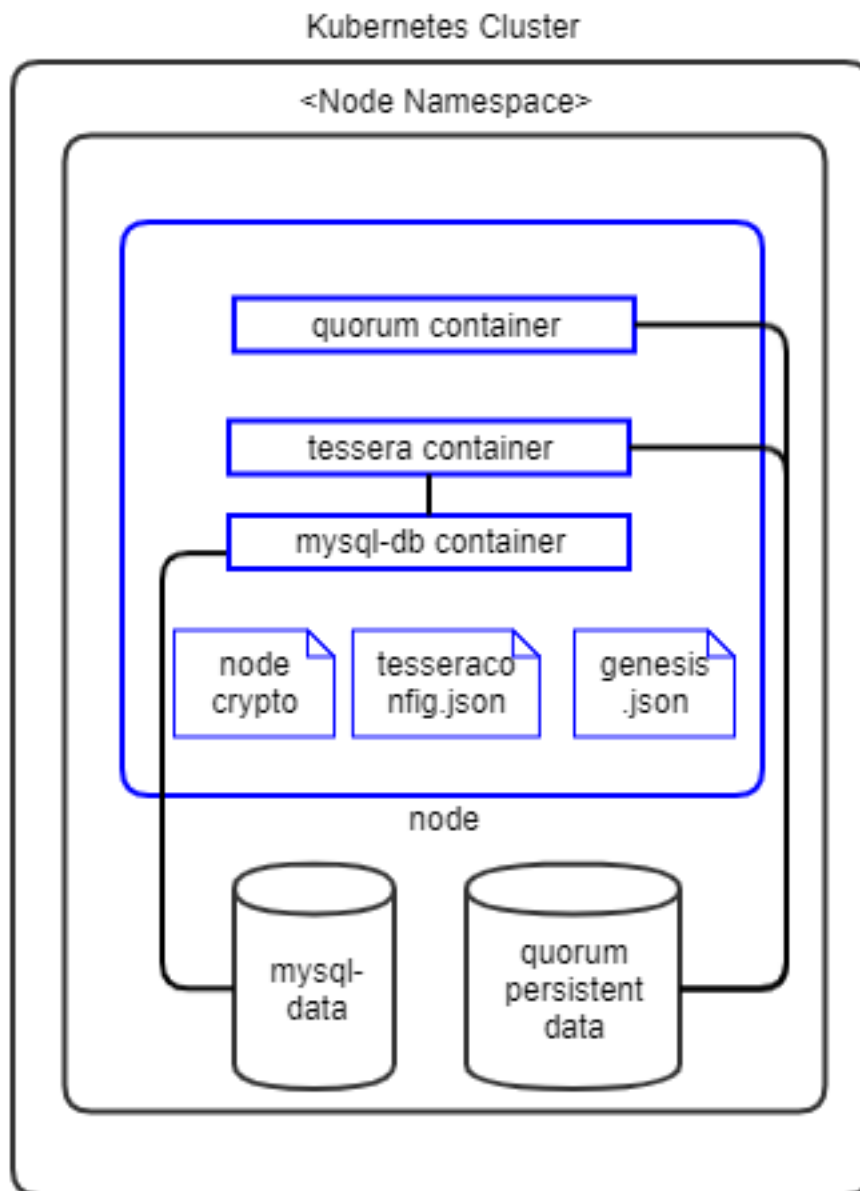 Kubernetes Cluster
<Node Namespace>
quorum container
tessera container
mysql-db container
node
crypto
tesseraco
nfig.json
genesis
.json
node
mysql-
data
quorum
persistent
data